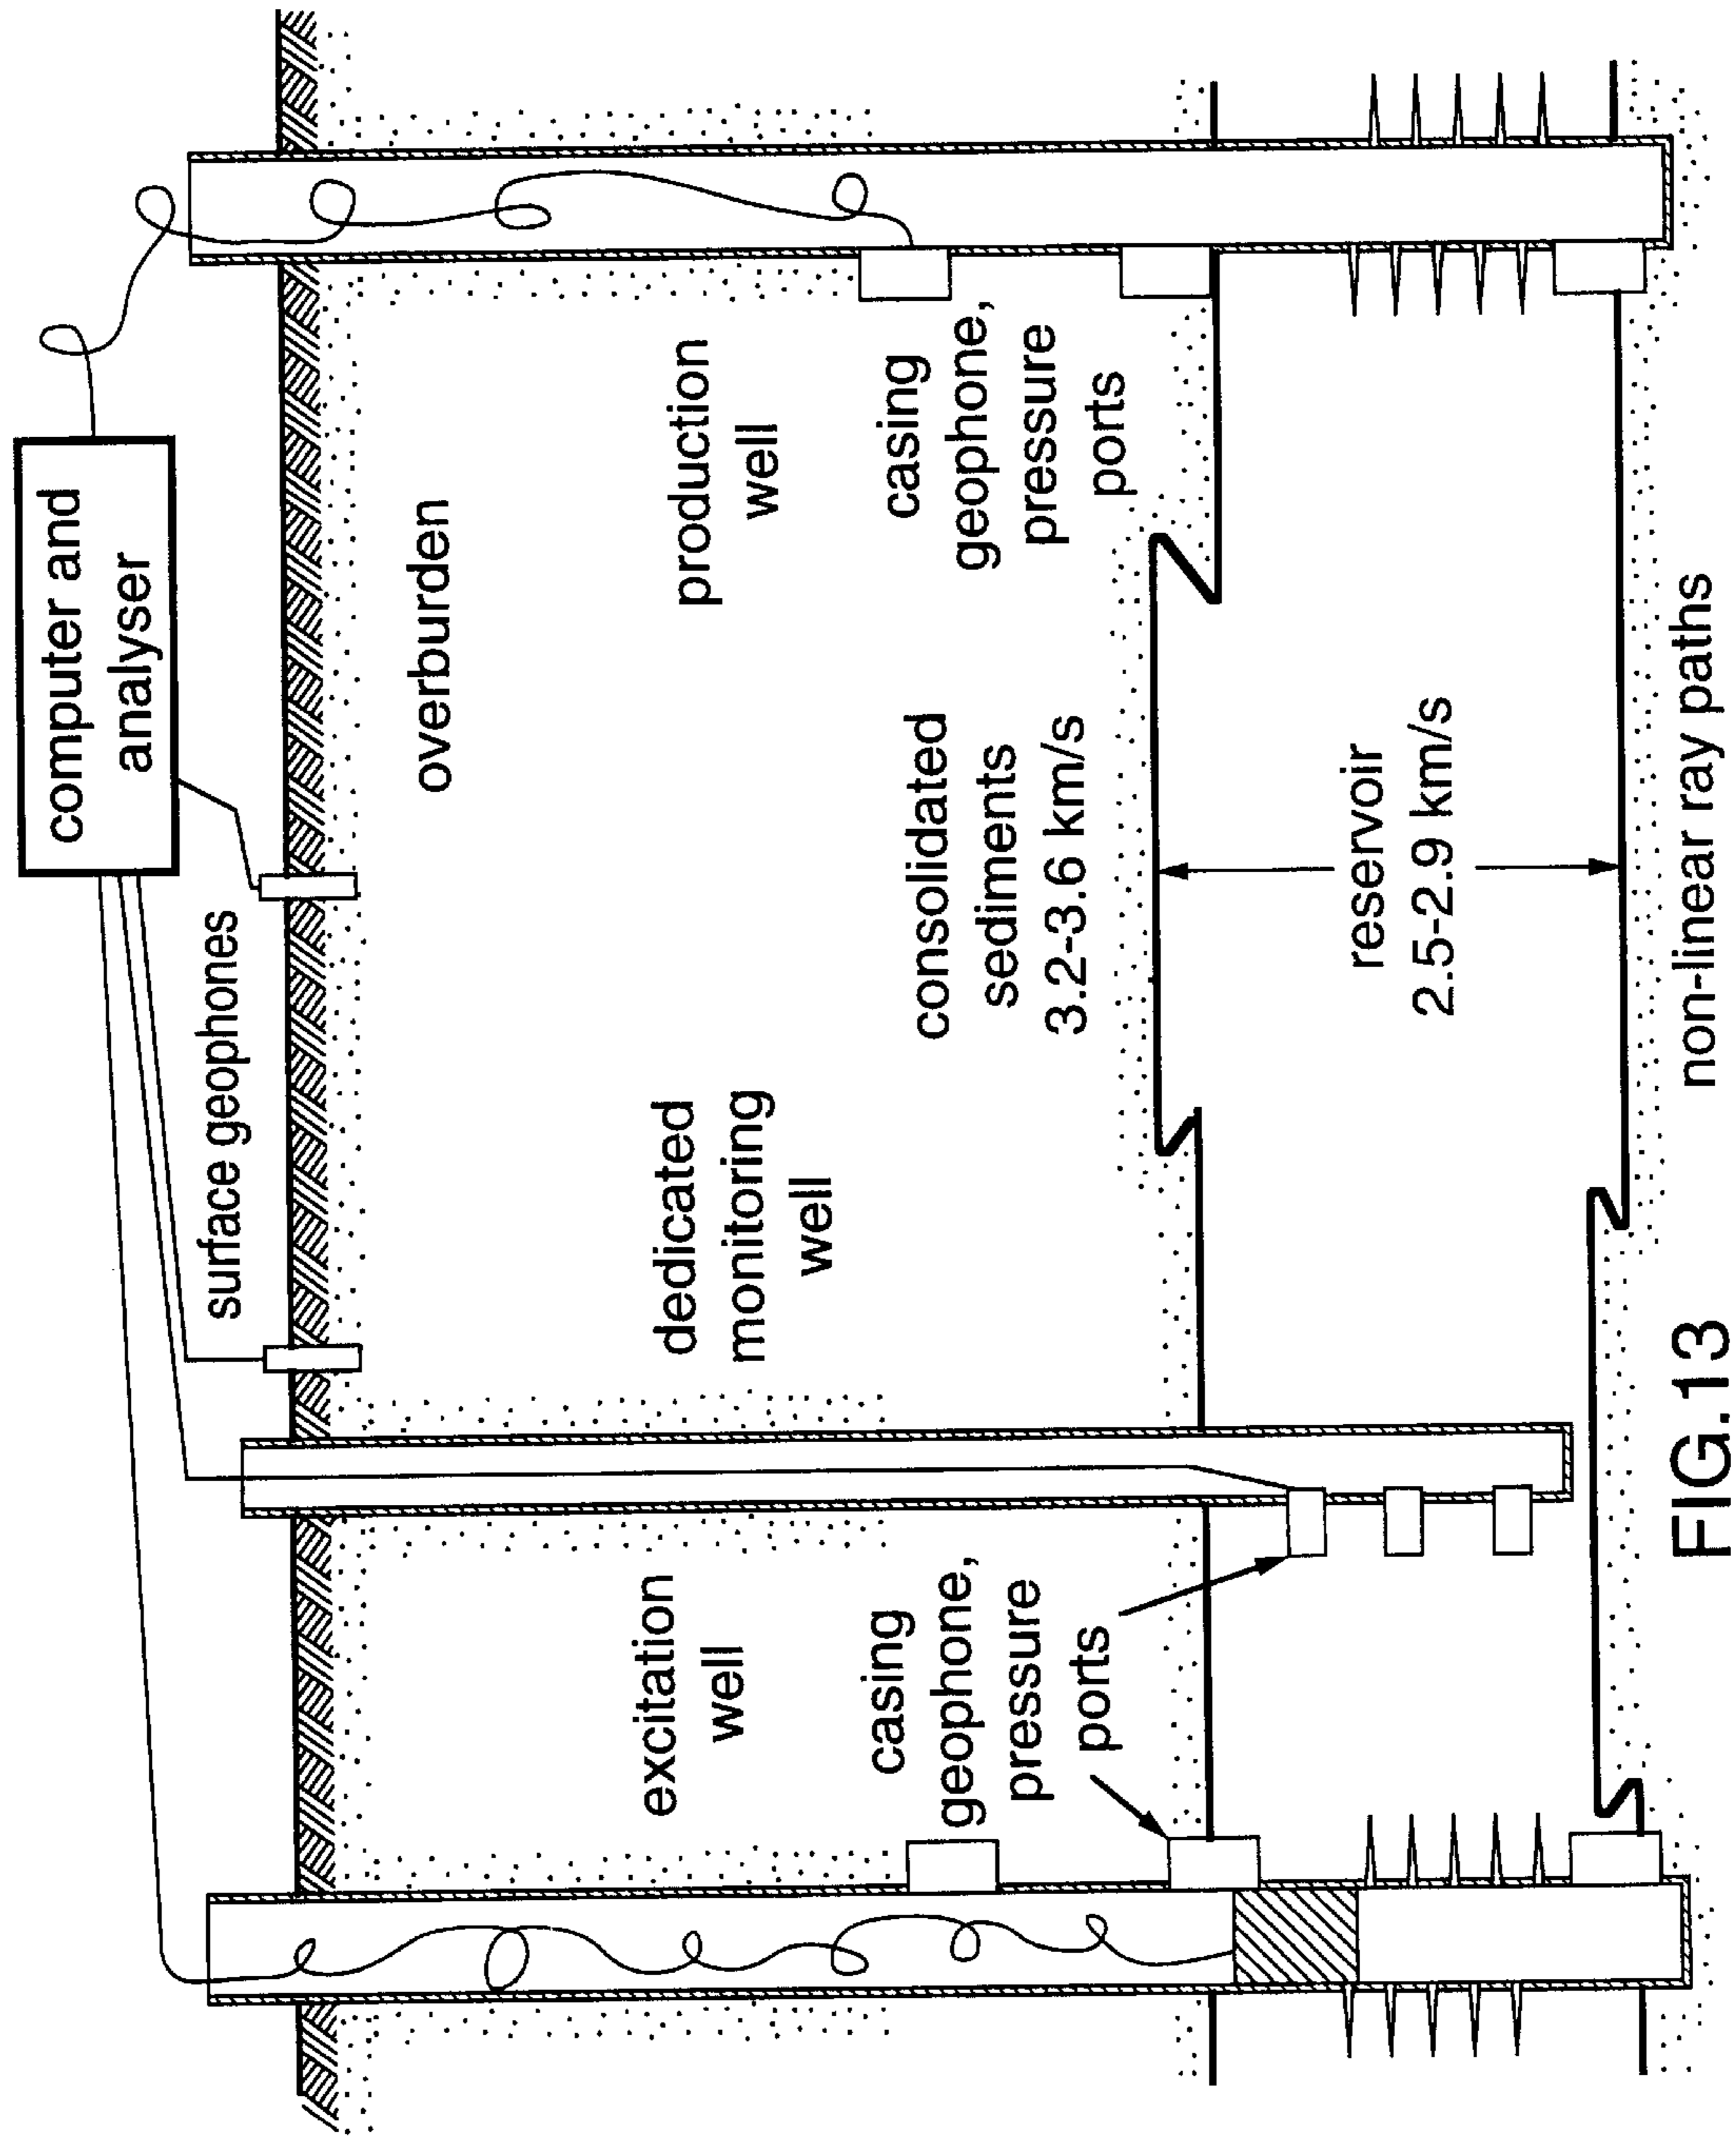 computer and
analyser
surface geophones
overburden
excitation
well
dedicated
monitoring
well
production
well
casing
geophone,
pressure
ports
consolidated
sediments
3.2-3.6 km/s
casing
geophone,
pressure
ports
reservoir
2.5-2.9 km/s
non-linear ray paths
FIG.13